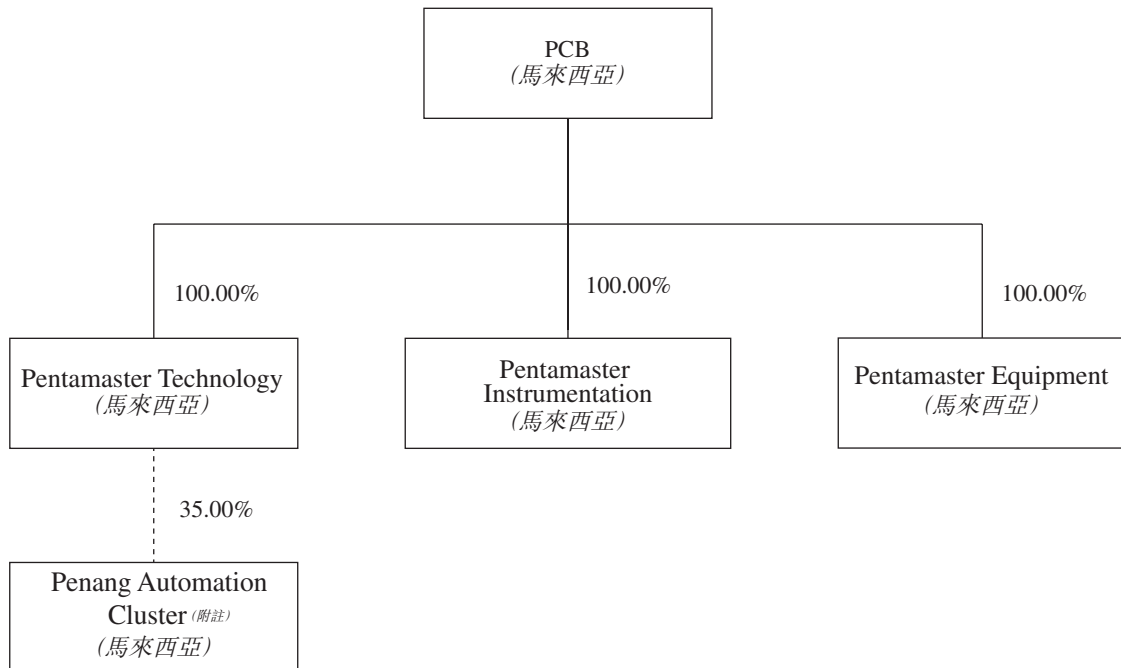 PCB
(馬來西亞)
100.00%
100.00%
100.00%
Pentamaster Technology
(馬來西亞)
Pentamaster
Instrumentation
(馬來西亞)
Pentamaster Equipment
(馬來西亞)
35.00%
Penang Automation
Cluster (附註)
(馬來西亞)